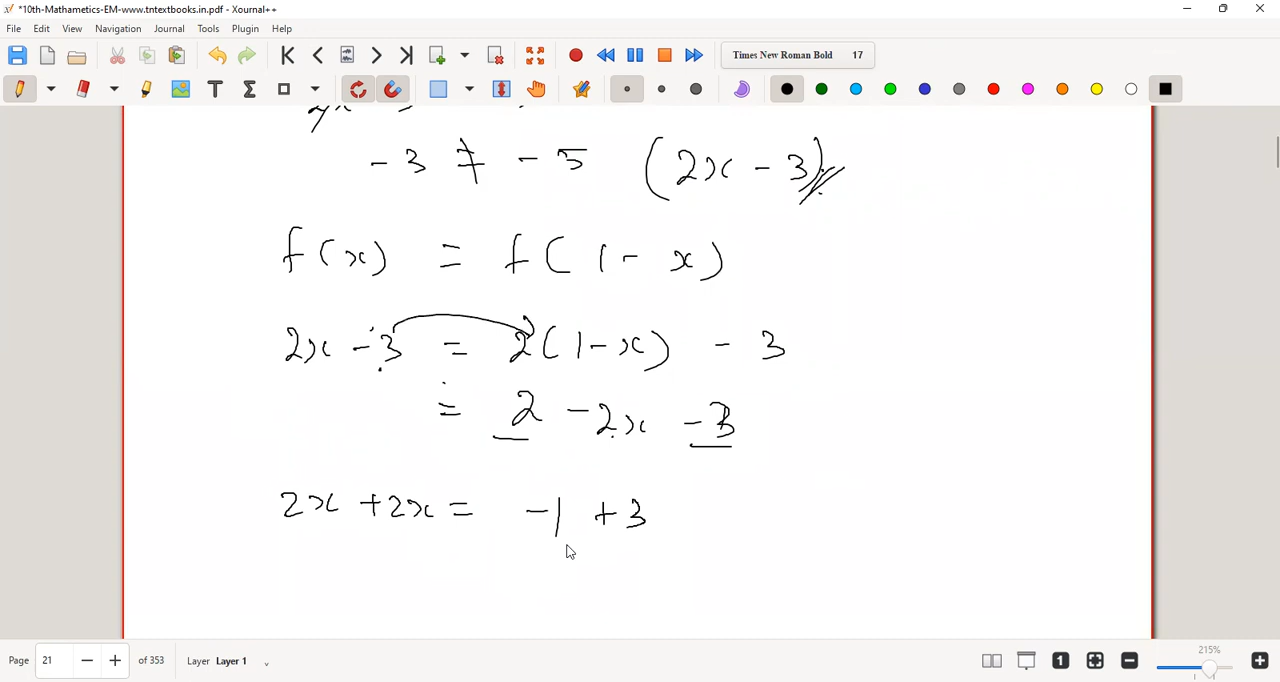 *10th-Mathametics-EM-www.tntextbooks.in.pdf - Xournal++
File Edit View Navigation Journal Tools Plugin Help
Times New Roman Bold 17
- 3 ≠ - 5 (2x - 3)
f(x) = f(1 - x)
2x - 3 = 2(1 - x) - 3
= 2 - 2x - 3
2x + 2x = -1 + 3
Page 21 of 353 Layer Layer 1 215%